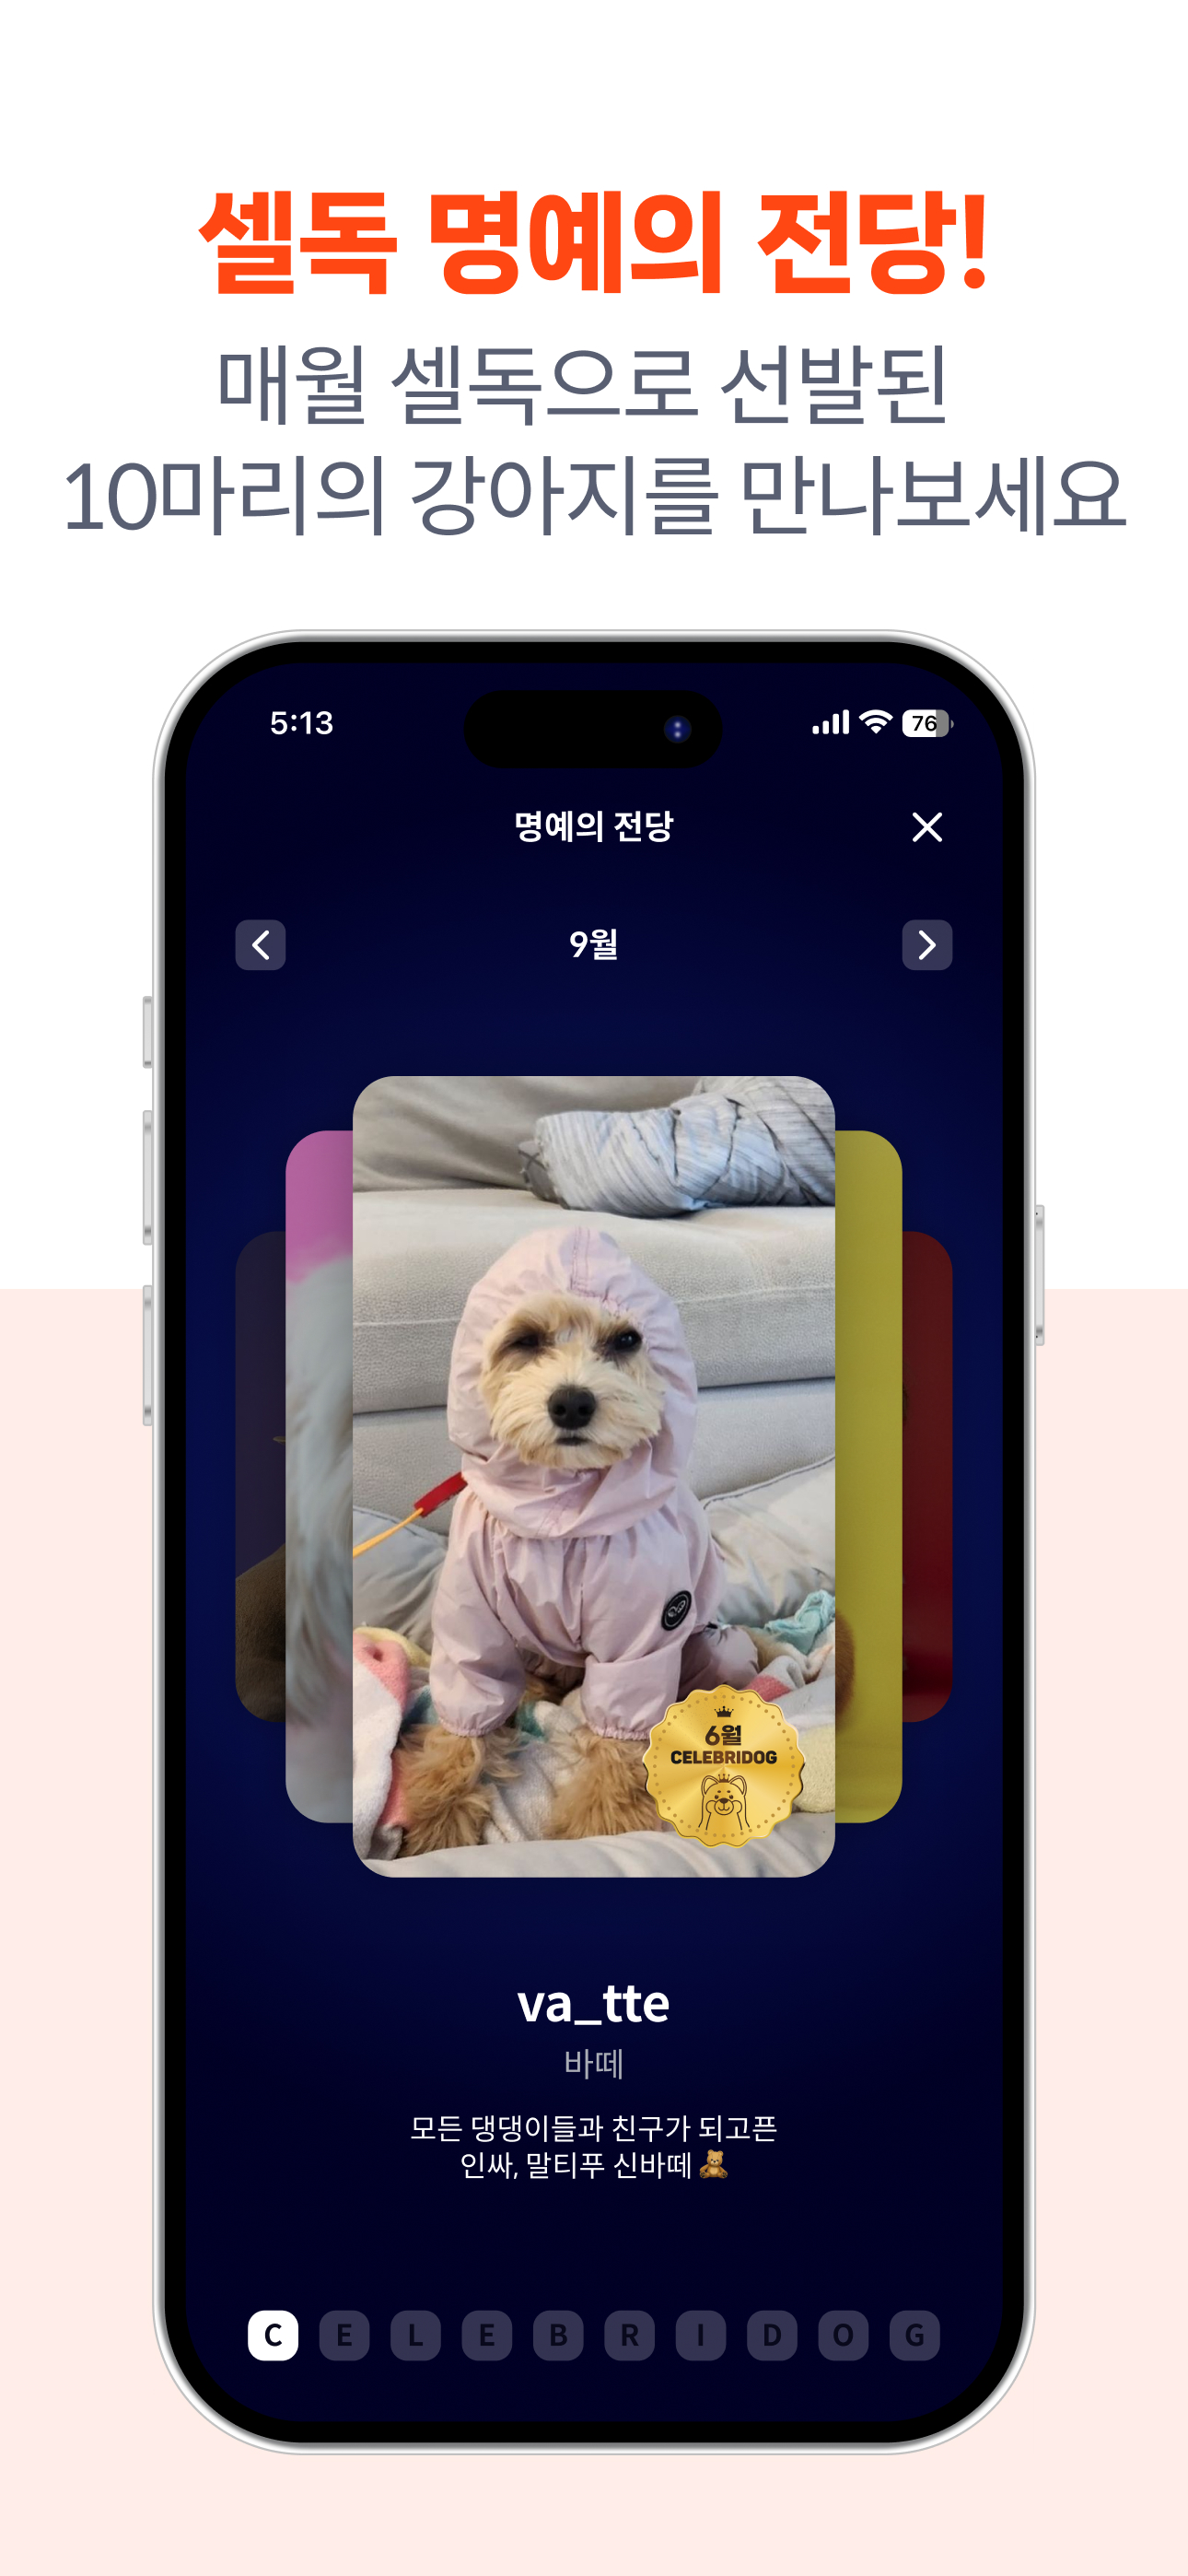 셀독 명예의 전당!
매월 셀독으로 선발된
10마리의 강아지를 만나보세요
5:13
76
명예의 전당
9월
6월
CELEBRIDOG
va_tte
바떼
모든 댕댕이들과 친구가 되고픈
인싸, 말티푸 신바떼 🧸
C E L E B R I D O G